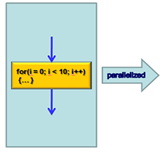 for(i = 0; i < 10; i++)
{... }
parallelized